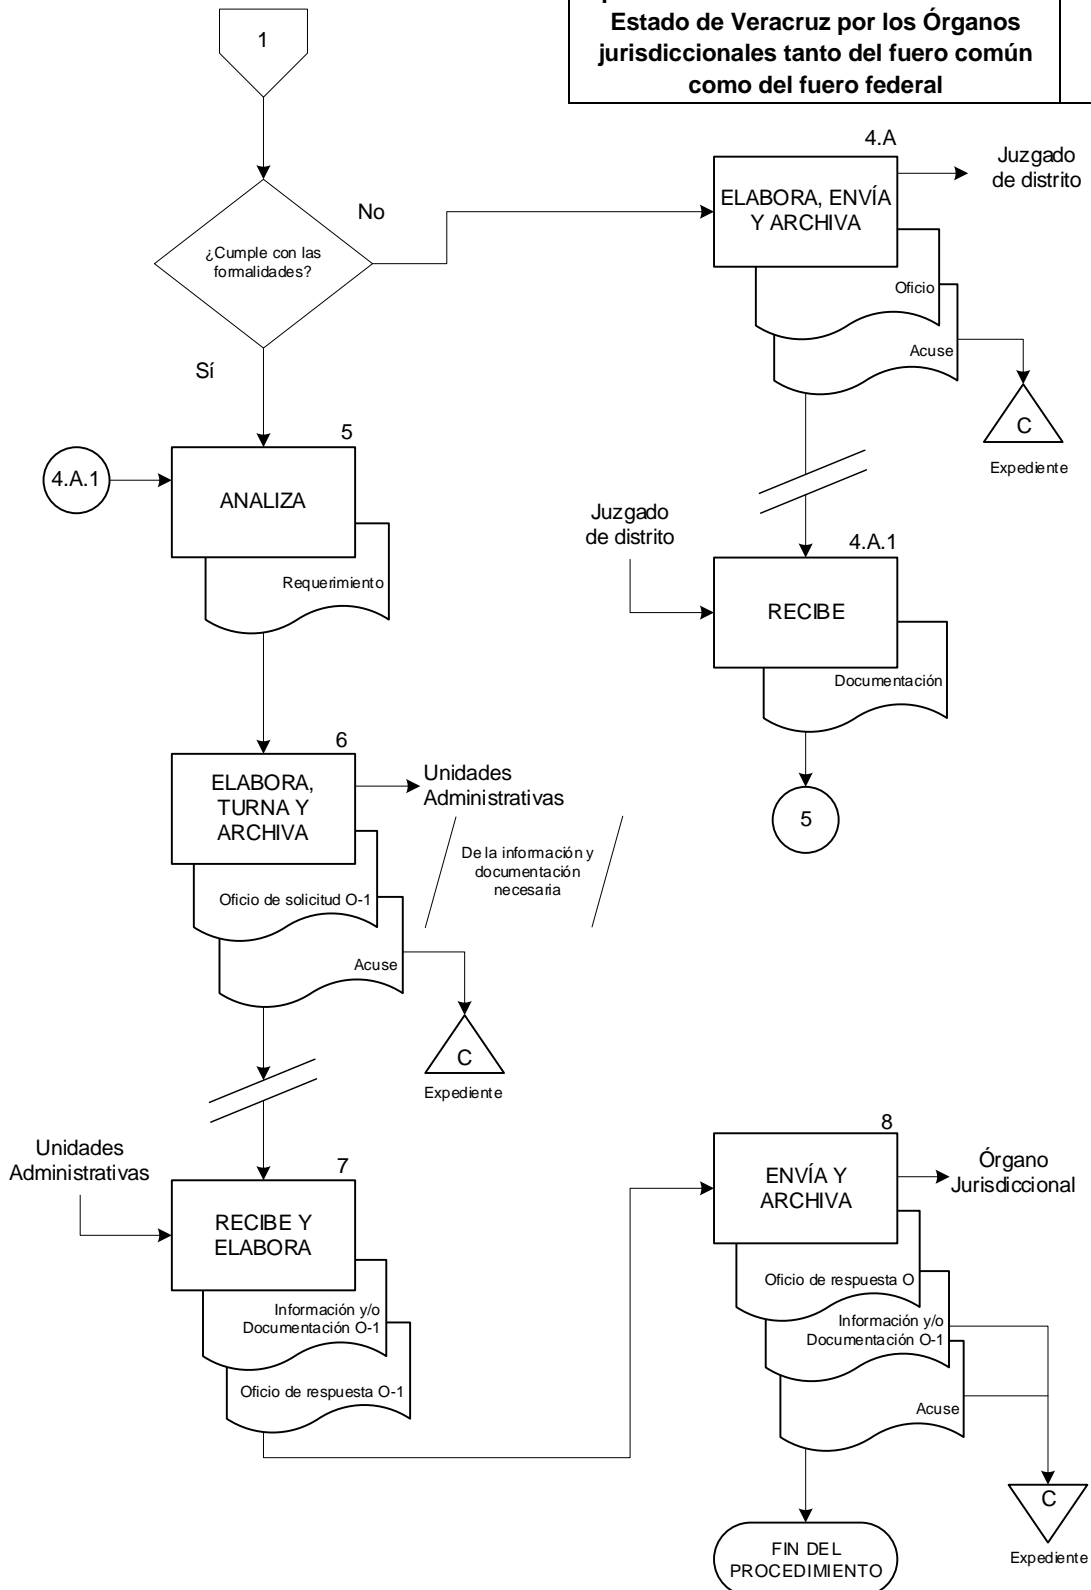 Estado de Veracruz por los Órganos
jurisdiccionales tanto del fuero común
como del fuero federal
1
¿Cumple con las
formalidades?
No
Sí
4.A
ELABORA, ENVÍA
Y ARCHIVA
Juzgado
de distrito
Oficio
Acuse
C
Expediente
4.A.1
5
ANALIZA
Requerimiento
Juzgado
de distrito
4.A.1
RECIBE
Documentación
5
6
ELABORA,
TURNA Y
ARCHIVA
Unidades
Administrativas
De la información y
documentación
necesaria
Oficio de solicitud O-1
Acuse
C
Expediente
Unidades
Administrativas
7
RECIBE Y
ELABORA
Información y/o
Documentación O-1
Oficio de respuesta O-1
8
ENVÍA Y
ARCHIVA
Órgano
Jurisdiccional
Oficio de respuesta O
Información y/o
Documentación O-1
Acuse
C
Expediente
FIN DEL
PROCEDIMIENTO